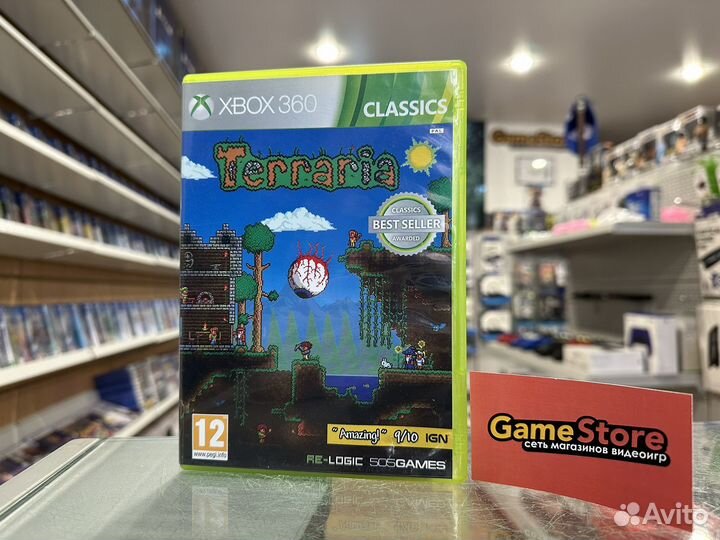 XBOX 360
CLASSICS
PAL
Terraria
CLASSICS
BEST SELLER
AWARDED
12
www.pegi.info
"Amazing!" 9/10 IGN
RE-LOGIC 505GAMES
GameStore
GameStore
сеть магазинов видеоигр
Avito